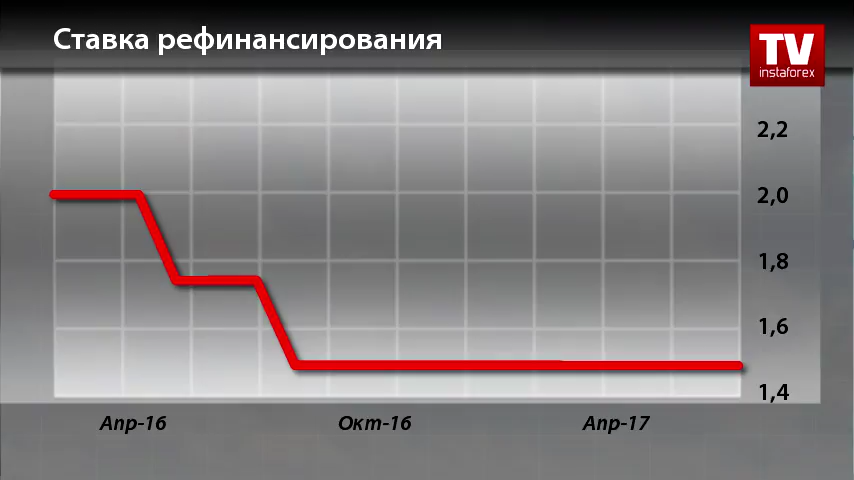 Ставка рефинансирования
TV
instaforex
2,2
2,0
1,8
1,6
1,4
Апр-16
Окт-16
Апр-17